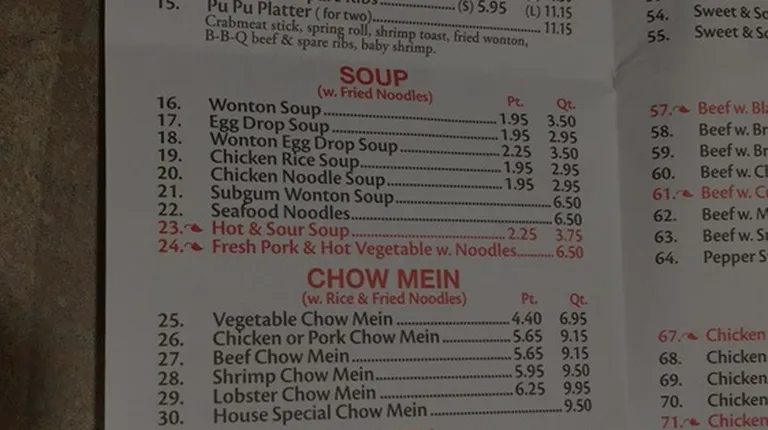 15. Pu Pu Platter ( for two) 11.15
(S) 5.95 (L) 11.15
Crabmeat stick, spring roll, shrimp toast, fried wonton,
B-B-Q beef & spare ribs, baby shrimp.
SOUP
(w. Fried Noodles) Pt. Qt.
16. Wonton Soup 1.95 3.50
17. Egg Drop Soup 1.95 2.95
18. Wonton Egg Drop Soup 2.25 3.50
19. Chicken Rice Soup 1.95 2.95
20. Chicken Noodle Soup 1.95 2.95
21. Subgum Wonton Soup 6.50
22. Seafood Noodles 6.50
23. Hot & Sour Soup 2.25 3.75
24. Fresh Pork & Hot Vegetable w. Noodles 6.50
CHOW MEIN
(w. Rice & Fried Noodles) Pt. Qt.
25. Vegetable Chow Mein 4.40 6.95
26. Chicken or Pork Chow Mein 5.65 9.15
27. Beef Chow Mein 5.65 9.15
28. Shrimp Chow Mein 5.95 9.50
29. Lobster Chow Mein 6.25 9.95
30. House Special Chow Mein 9.50
54. Sweet &
55. Sweet &
57. Beef w.
58. Beef w.
59. Beef w.
60. Beef w.
61. Beef w.
62. Beef w.
63. Beef w.
64. Pepper
67. Chicken
68. Chicken
69. Chicken
70. Chicken
71. Chicken